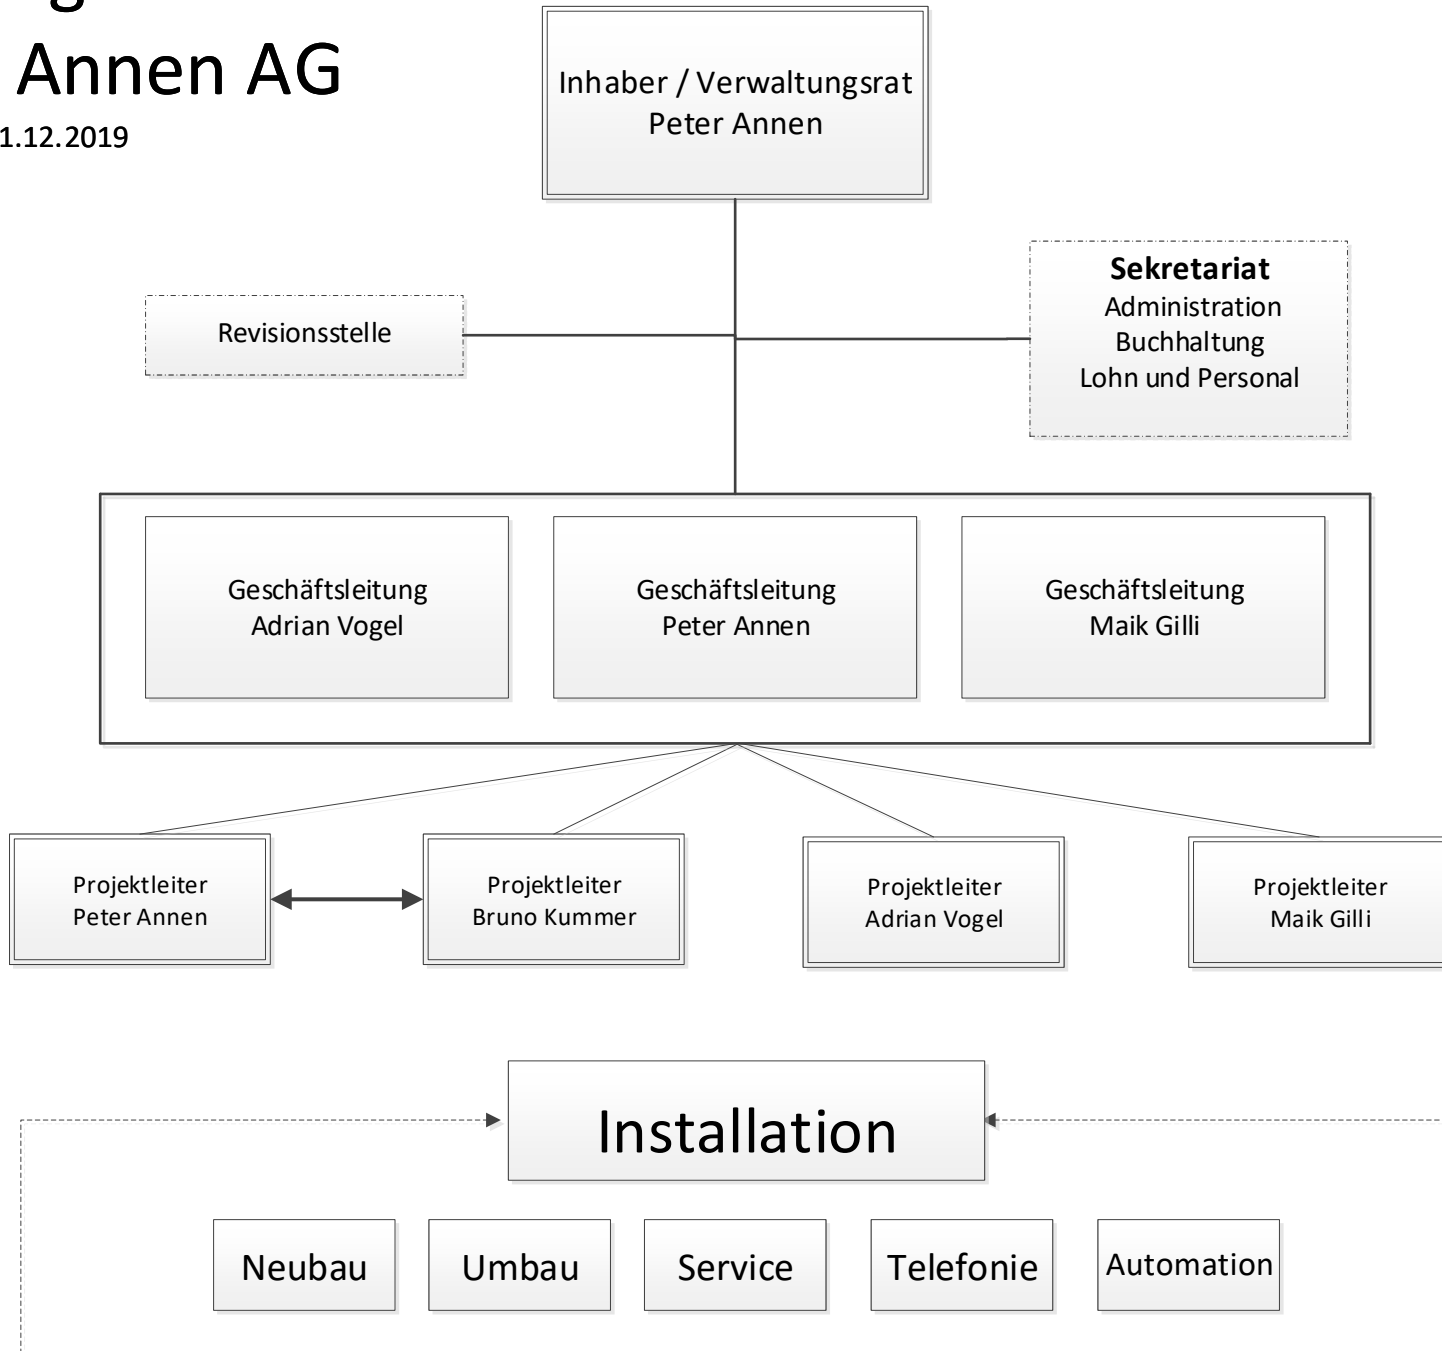 Annen AG
1.12.2019
Inhaber / Verwaltungsrat
Peter Annen
Revisionsstelle
Sekretariat
Administration
Buchhaltung
Lohn und Personal
Geschäftsleitung
Adrian Vogel
Geschäftsleitung
Peter Annen
Geschäftsleitung
Maik Gilli
Projektleiter
Peter Annen
Projektleiter
Bruno Kummer
Projektleiter
Adrian Vogel
Projektleiter
Maik Gilli
Installation
Neubau
Umbau
Service
Telefonie
Automation